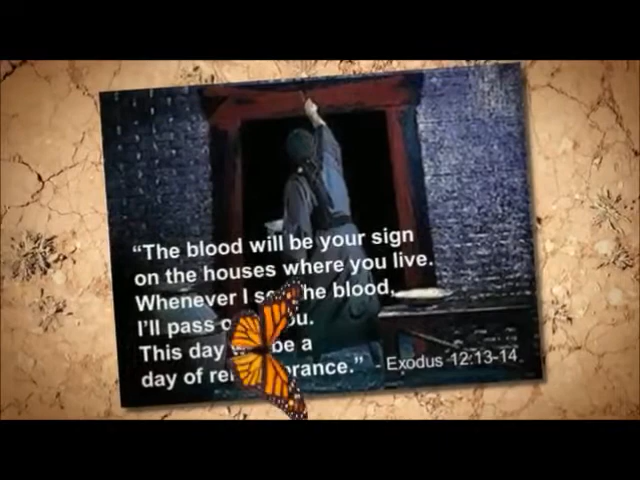 “The blood will be your sign
on the houses where you live.
Whenever I the blood,
I'll pass
This day be a
day of
- Exodus 12:13-14